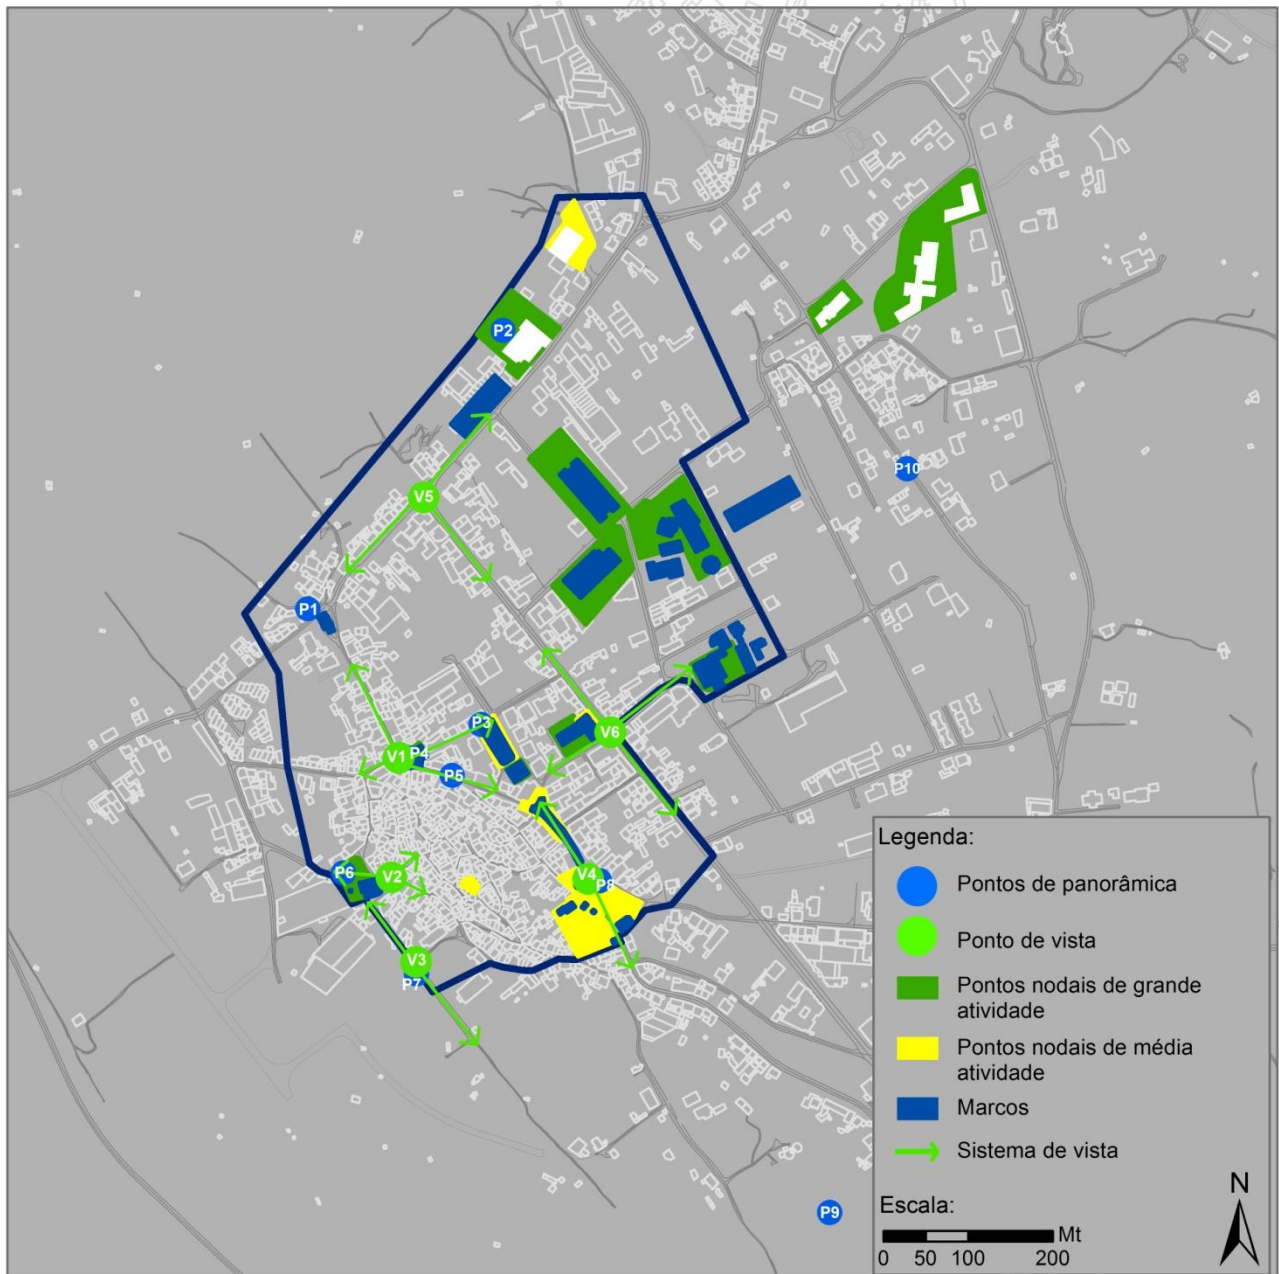 P2
P10
V5
P1
P3
V6
P4
V1
P5
P6
V2
V4
P8
V3
P7
P9
Legenda:
Pontos de panorâmica
Ponto de vista
Pontos nodais de grande
atividade
Pontos nodais de média
atividade
Marcos
Sistema de vista
N
Escala:
Mt
0 50 100 200